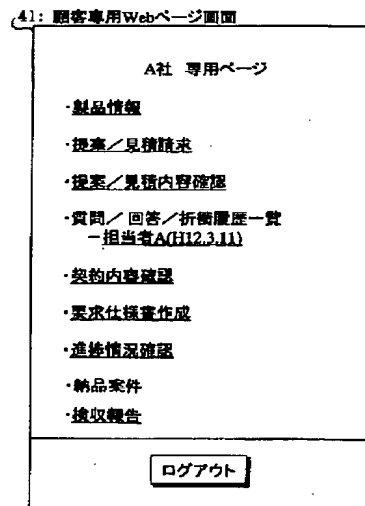 41: 顧客専用Webページ画面
A社 専用ページ
・製品情報
・提案／見積請求
・提案／見積内容確認
・質問／回答／折衝履歴一覧
－担当者A(H12.3.11)
・契約内容確認
・要求仕様書作成
・進捗情況確認
・納品案件
・検収報告
ログアウト